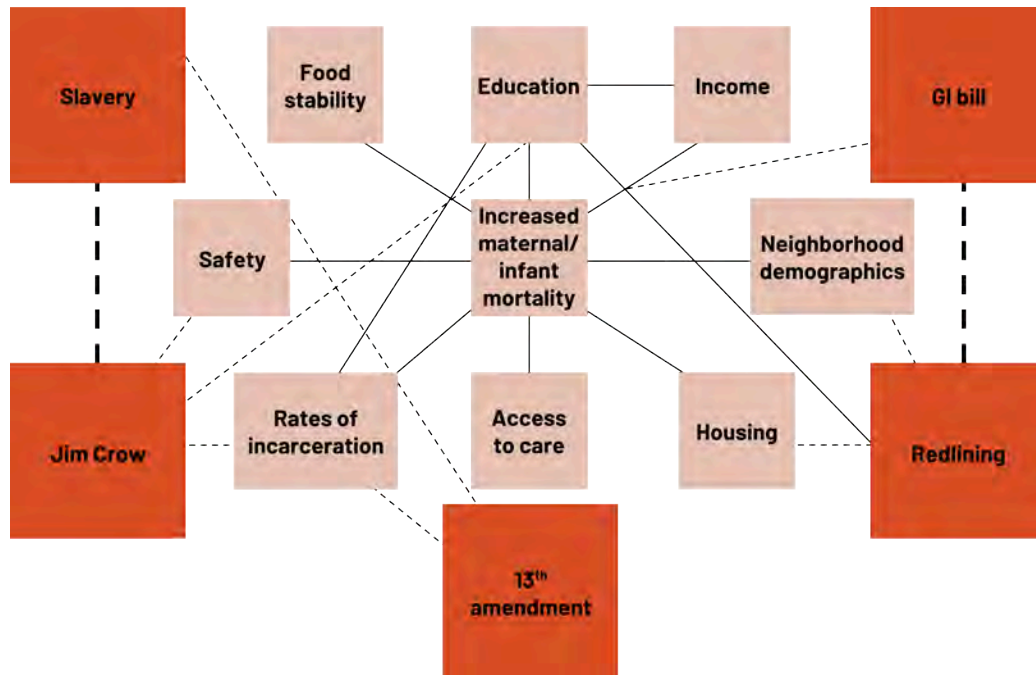 Slavery
Food
stability
Education
Income
GI bill
Safety
Increased
maternal/
infant
mortality
Neighborhood
demographics
Jim Crow
Rates of
incarceration
Access
to care
Housing
Redlining
13th
amendment